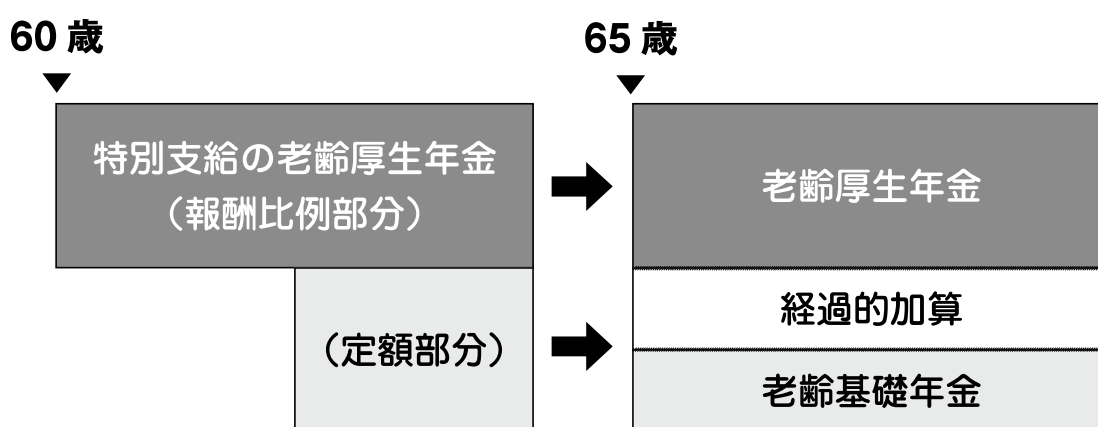 60 歳
65 歳
特別支給の老齢厚生年金
（報酬比例部分）
（定額部分）
老齢厚生年金
経過的加算
老齢基礎年金